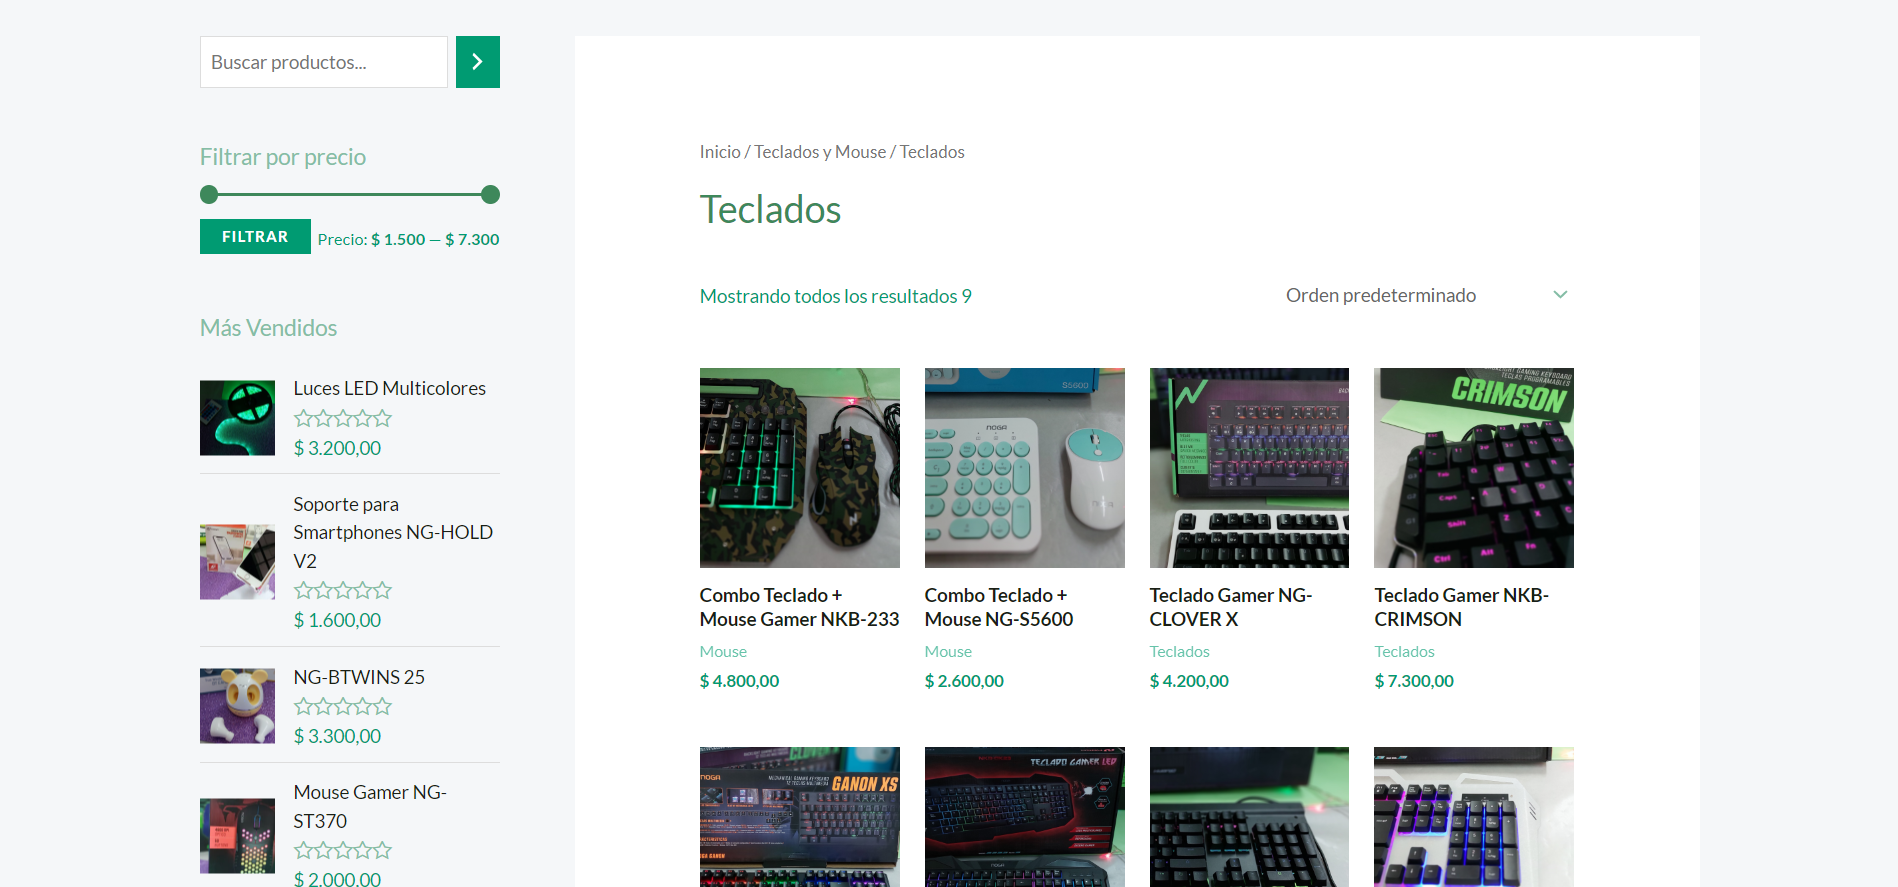 Buscar productos...
Filtrar por precio
FILTRAR
Precio: $ 1.500 — $ 7.300
Más Vendidos
Luces LED Multicolores
$ 3.200,00
Soporte para
Smartphones NG-HOLD
V2
$ 1.600,00
NG-BTWINS 25
$ 3.300,00
Mouse Gamer NG-
ST370
$ 2.000,00
Inicio / Teclados y Mouse / Teclados
Teclados
Mostrando todos los resultados 9
Orden predeterminado
S5600
NOGA
CRIMSON
Combo Teclado +
Mouse Gamer NKB-233
Mouse
$ 4.800,00
Combo Teclado +
Mouse NG-S5600
Mouse
$ 2.600,00
Teclado Gamer NG-
CLOVER X
Teclados
$ 4.200,00
Teclado Gamer NKB-
CRIMSON
Teclados
$ 7.300,00
NOGA
GANON XS
TECLADO GAMER LED
NOGA